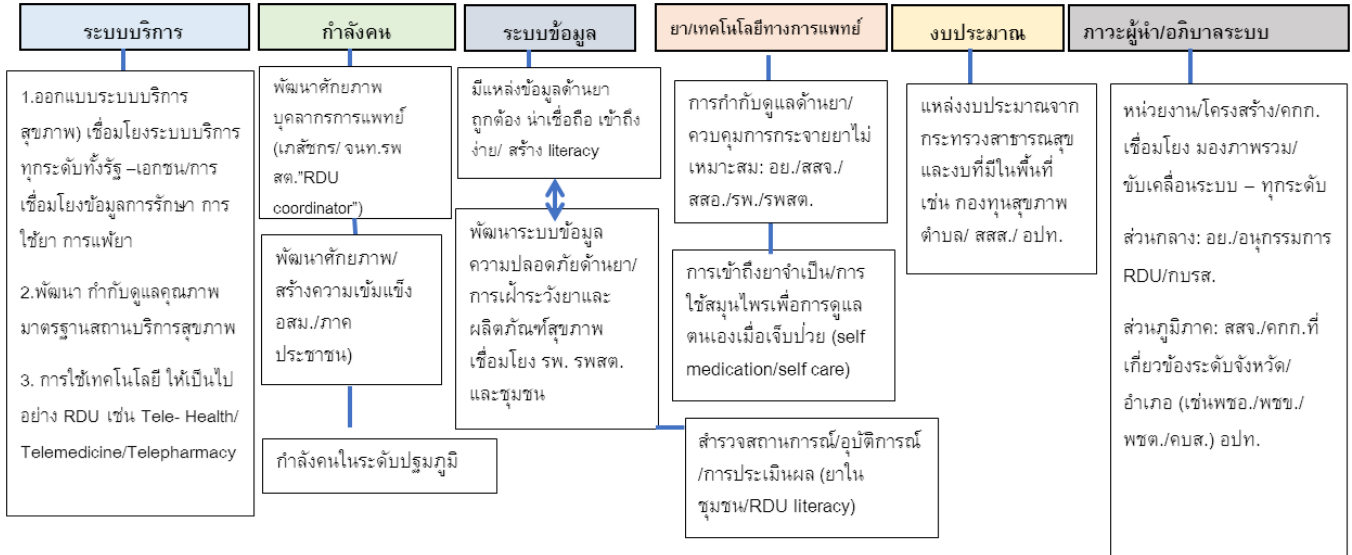 ระบบบริการ
1.ออกแบบระบบบริการ
สุขภาพ) เชื่อมโยงระบบบริการ
ทุกระดับทั้งรัฐ –เอกชน/การ
เชื่อมโยงข้อมูลการรักษา การ
ใช้ยา การแพ้ยา
2.พัฒนา กำกับดูแลคุณภาพ
มาตรฐานสถานบริการสุขภาพ
3. การใช้เทคโนโลยี ให้เป็นไป
อย่าง RDU เช่น Tele- Health/
Telemedicine/Telepharmacy
กำลังคน
พัฒนาศักยภาพ
บุคลากรการแพทย์
(เภสัชกร/ จนท.รพ
สต.”RDU
coordinator”)
พัฒนาศักยภาพ/
สร้างความเข้มแข็ง
อสม./ภาค
ประชาชน)
กำลังคนในระดับปฐมภูมิ
ระบบข้อมูล
มีแหล่งข้อมูลด้านยา
ถูกต้อง น่าเชื่อถือ เข้าถึง
ง่าย/ สร้าง literacy
พัฒนาระบบข้อมูล
ความปลอดภัยด้านยา/
การเฝ้าระวังยาและ
ผลิตภัณฑ์สุขภาพ
เชื่อมโยง รพ. รพสต.
และชุมชน
ยา/เทคโนโลยีทางการแพทย์
การกำกับดูแลด้านยา/
ควบคุมการกระจายยาไม่
เหมาะสม: อย./สสจ./
สสอ./รพ./รพสต.
การเข้าถึงยาจำเป็น/การ
ใช้สมุนไพรเพื่อการดูแล
ตนเองเมื่อเจ็บป่วย (self
medication/self care)
สำรวจสถานการณ์/อุบัติการณ์
/การประเมินผล (ยาใน
ชุมชน/RDU literacy)
งบประมาณ
แหล่งงบประมาณจาก
กระทรวงสาธารณสุข
และงบที่มีในพื้นที่
เช่น กองทุนสุขภาพ
ตำบล/ สสส./ อปท.
ภาวะผู้นำ/อภิบาลระบบ
หน่วยงาน/โครงสร้าง/คกก.
เชื่อมโยง มองภาพรวม/
ขับเคลื่อนระบบ – ทุกระดับ
ส่วนกลาง: อย./อนุกรรมการ
RDU/กบรส.
ส่วนภูมิภาค: สสจ./คกก.ที่
เกี่ยวข้องระดับจังหวัด/
อำเภอ (เช่นพชอ./พชข./
พชต./คบส.) อปท.